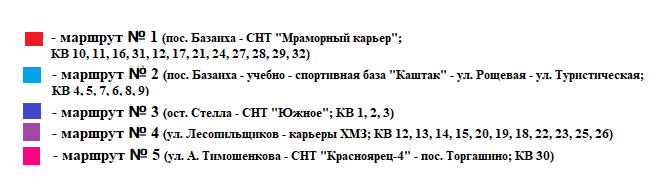 - маршрут № 1 (пос. Базаиха - СНТ "Мраморный карьер";
КВ 10, 11, 16, 31, 12, 17, 21, 24, 27, 28, 29, 32)
- маршрут № 2 (пос. Базаиха - учебно - спортивная база "Каштак" - ул. Рощевая - ул. Туристическая;
КВ 4, 5, 7, 6, 8, 9)
- маршрут № 3 (ост. Стелла - СНТ "Южное"; КВ 1, 2, 3)
- маршрут № 4 (ул. Лесопильщиков - карьеры ХМЗ; КВ 12, 13, 14, 15, 20, 19, 18, 22, 23, 25, 26)
- маршрут № 5 (ул. А. Тимошенкова - СНТ "Красноярец-4" - пос. Торгашино; КВ 30)